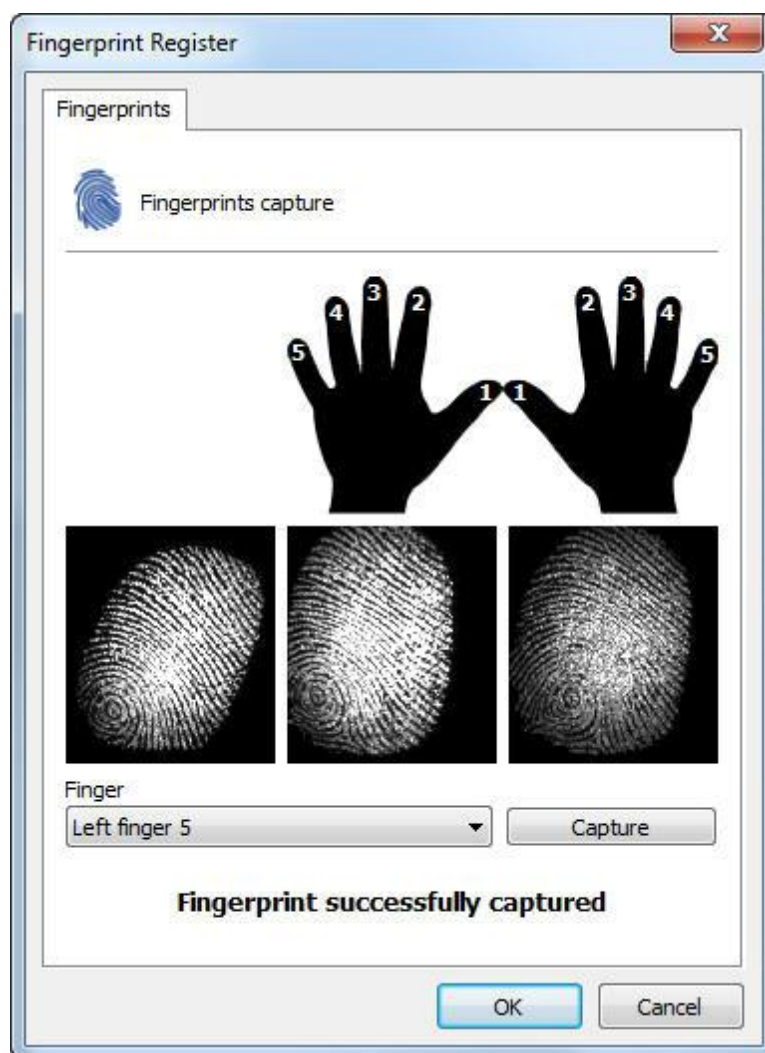 Fingerprint Register
Fingerprints
Fingerprints capture
5 4 3 2 1 1 2 3 4 5
Finger
Left finger 5
Capture
Fingerprint successfully captured
OK
Cancel